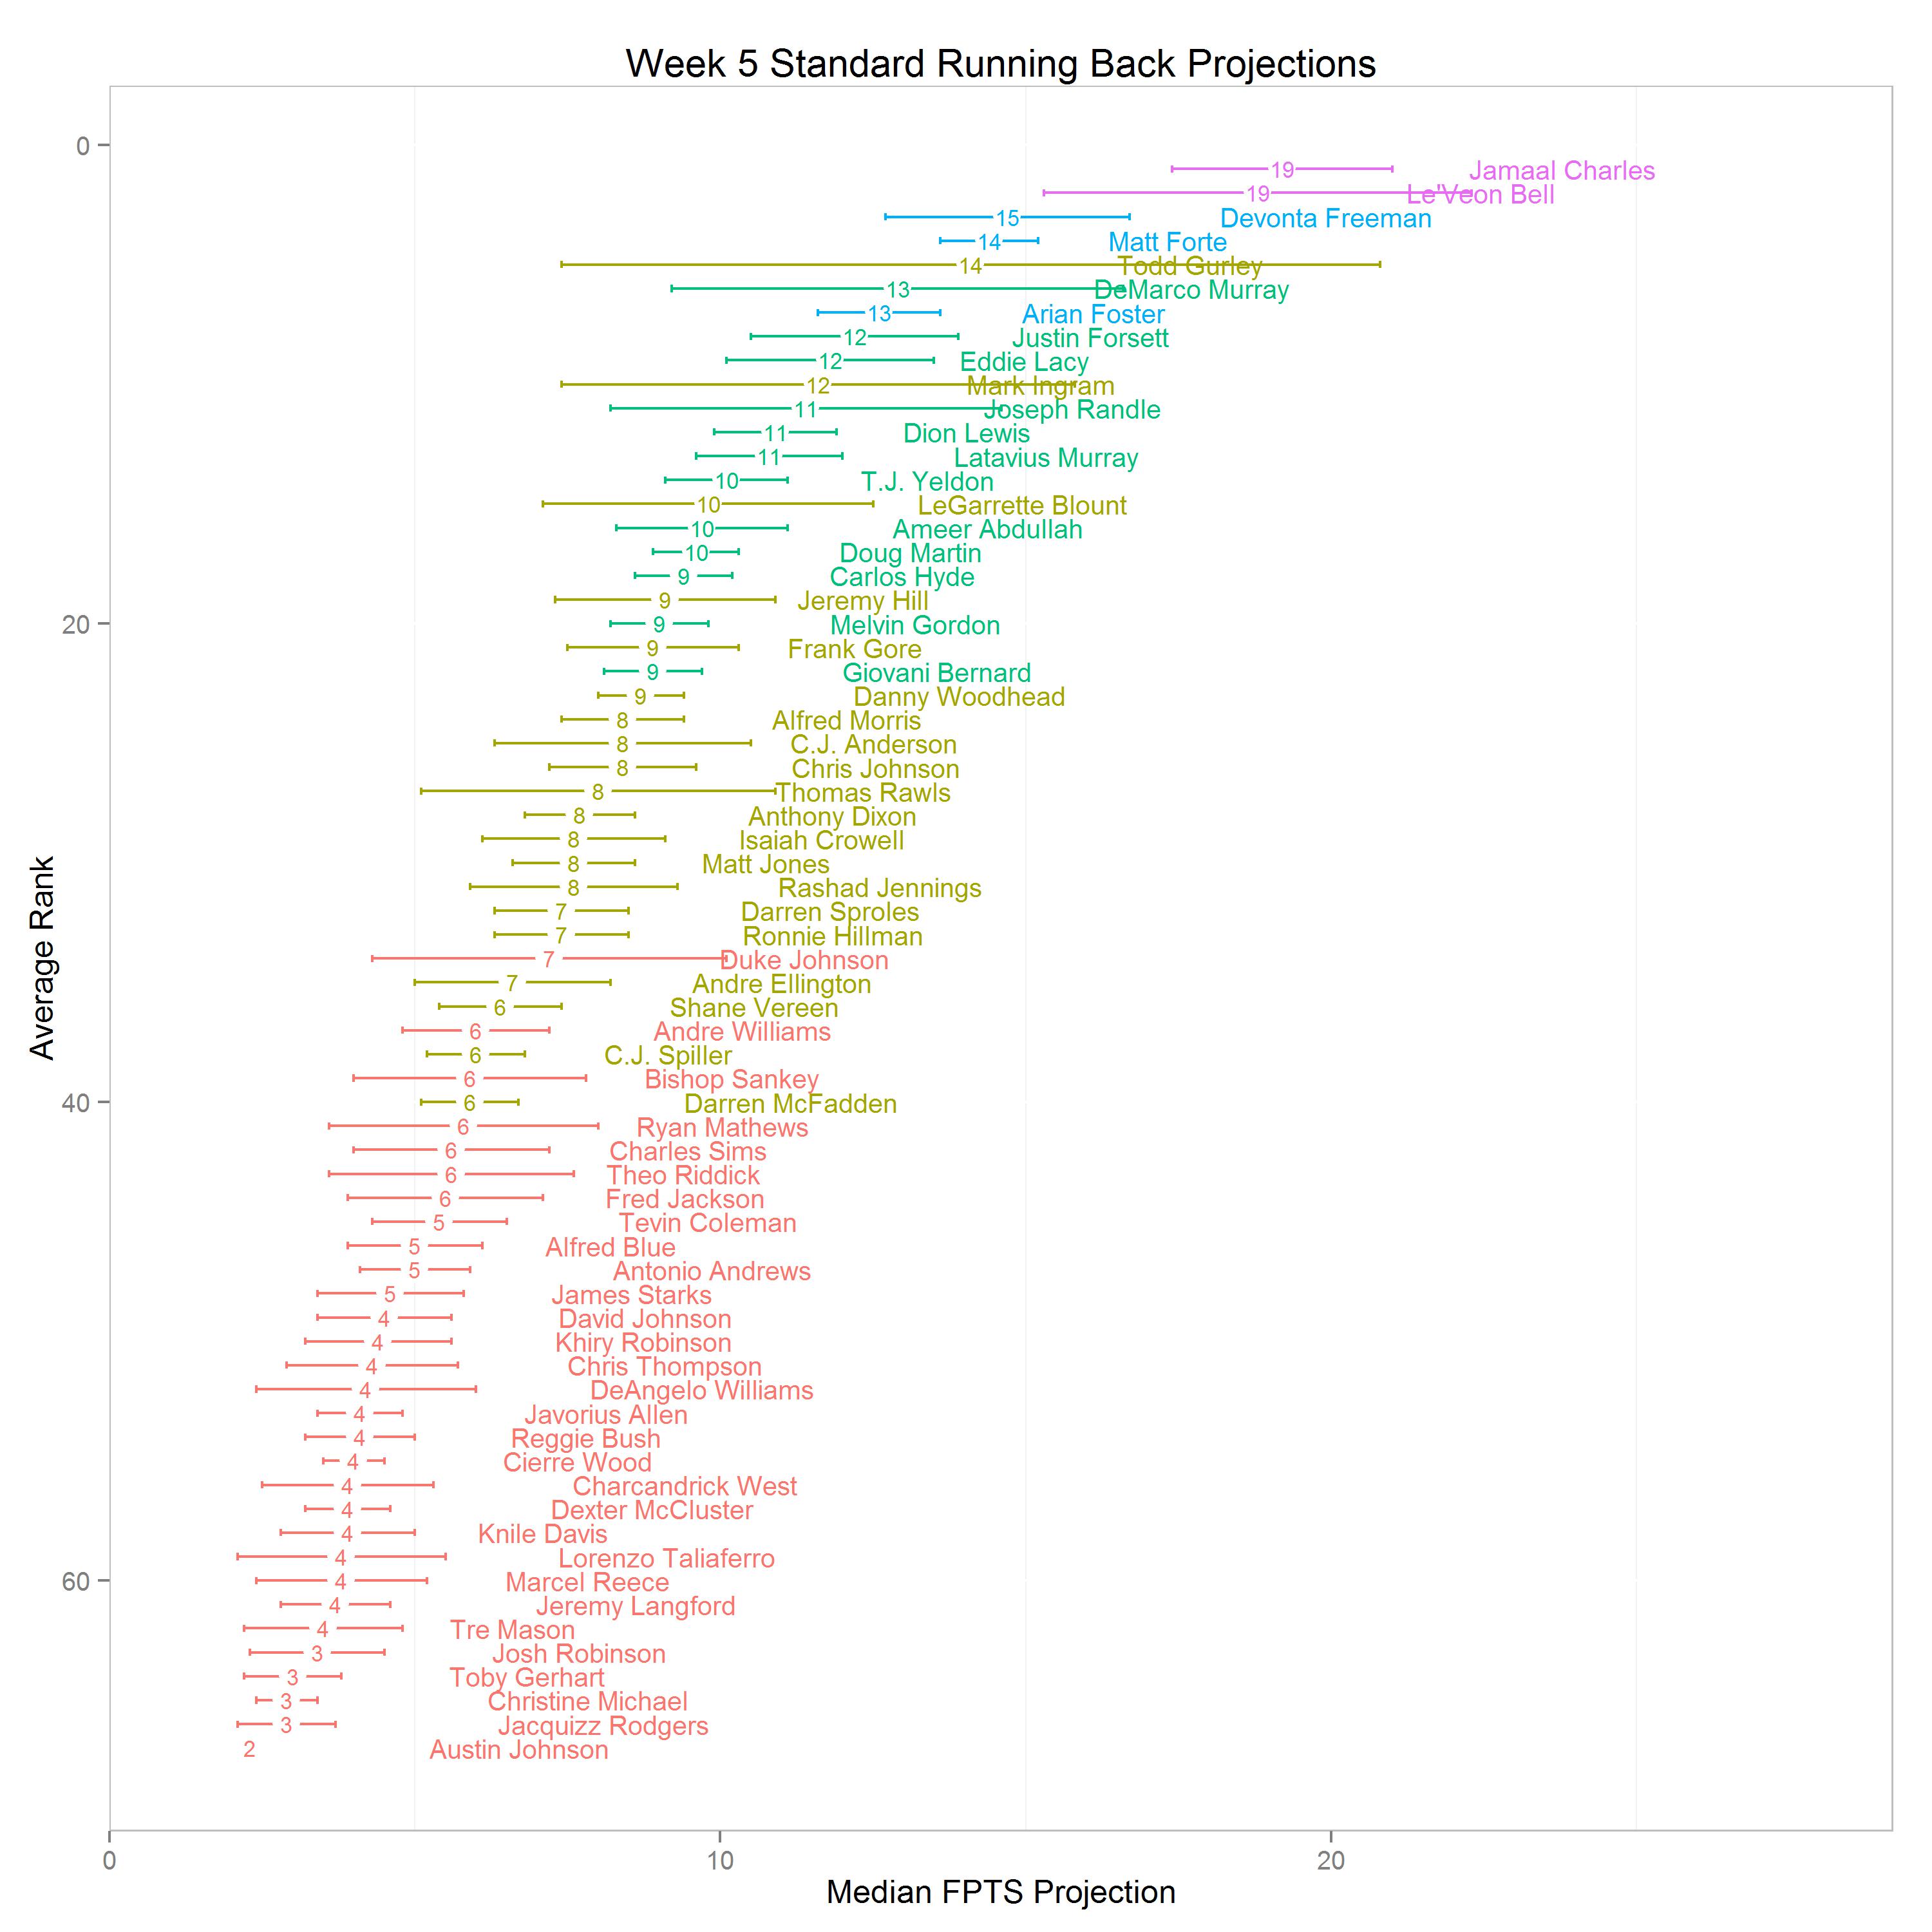 Week 5 Standard Running Back Projections
0
19 Jamaal Charles
19 Le'Veon Bell
15 Devonta Freeman
14 Matt Forte
14 Todd Gurley
13 DeMarco Murray
13 Arian Foster
12 Justin Forsett
12 Eddie Lacy
12 Mark Ingram
11 Joseph Randle
11 Dion Lewis
11 Latavius Murray
10 T.J. Yeldon
10 LeGarrette Blount
10 Ameer Abdullah
10 Doug Martin
9 Carlos Hyde
9 Jeremy Hill
20
9 Melvin Gordon
9 Frank Gore
9 Giovani Bernard
9 Danny Woodhead
8 Alfred Morris
8 C.J. Anderson
8 Chris Johnson
8 Thomas Rawls
8 Anthony Dixon
8 Isaiah Crowell
8 Matt Jones
8 Rashad Jennings
7 Darren Sproles
7 Ronnie Hillman
7 Duke Johnson
Average Rank
7 Andre Ellington
6 Shane Vereen
6 Andre Williams
6 C.J. Spiller
6 Bishop Sankey
40
6 Darren McFadden
6 Ryan Mathews
6 Charles Sims
6 Theo Riddick
6 Fred Jackson
5 Tevin Coleman
5 Alfred Blue
5 Antonio Andrews
5 James Starks
4 David Johnson
4 Khiry Robinson
4 Chris Thompson
4 DeAngelo Williams
4 Javorius Allen
4 Reggie Bush
4 Cierre Wood
4 Charcandrick West
4 Dexter McCluster
4 Knile Davis
4 Lorenzo Taliaferro
60
4 Marcel Reece
4 Jeremy Langford
4 Tre Mason
3 Josh Robinson
3 Toby Gerhart
3 Christine Michael
3 Jacquizz Rodgers
2 Austin Johnson
0 10 20
Median FPTS Projection